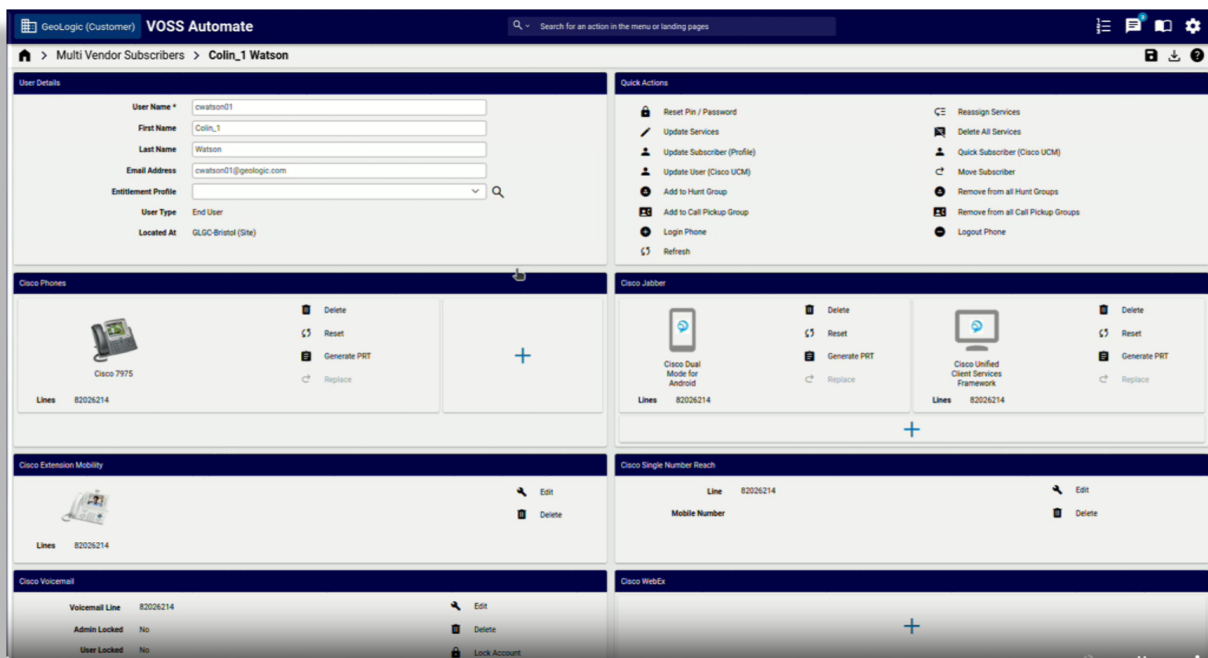 GeoLogic (Customer) VOSS Automate Search for an action in the menu or landing pages
> Multi Vendor Subscribers > Colin_1 Watson
User Details
User Name * cwatson01
First Name Colin_1
Last Name Watson
Email Address cwatson01@geologic.com
Entitlement Profile
User Type End User
Located At GLGC-Bristol (Site)
Quick Actions
Reset Pin / Password Reassign Services
Update Services Delete All Services
Update Subscriber (Profile) Quick Subscriber (Cisco UCM)
Update User (Cisco UCM) Move Subscriber
Add to Hunt Group Remove from all Hunt Groups
Add to Call Pickup Group Remove from all Call Pickup Groups
Login Phone Logout Phone
Refresh
Cisco Phones
Delete
Reset
Generate PRT
Replace
Cisco 7975
Lines 82026214
Cisco Jabber
Cisco Dual
Mode for
Android
Delete
Reset
Generate PRT
Replace
Lines 82026214
Cisco Unified
Client Services
Framework
Delete
Reset
Generate PRT
Replace
Lines 82026214
Cisco Extension Mobility
Edit
Delete
Lines 82026214
Cisco Single Number Reach
Line 82026214 Edit
Mobile Number Delete
Cisco Voicemail
Voicemail Line 82026214 Edit
Admin Locked No Delete
User Locked No Lock Account
Cisco WebEx